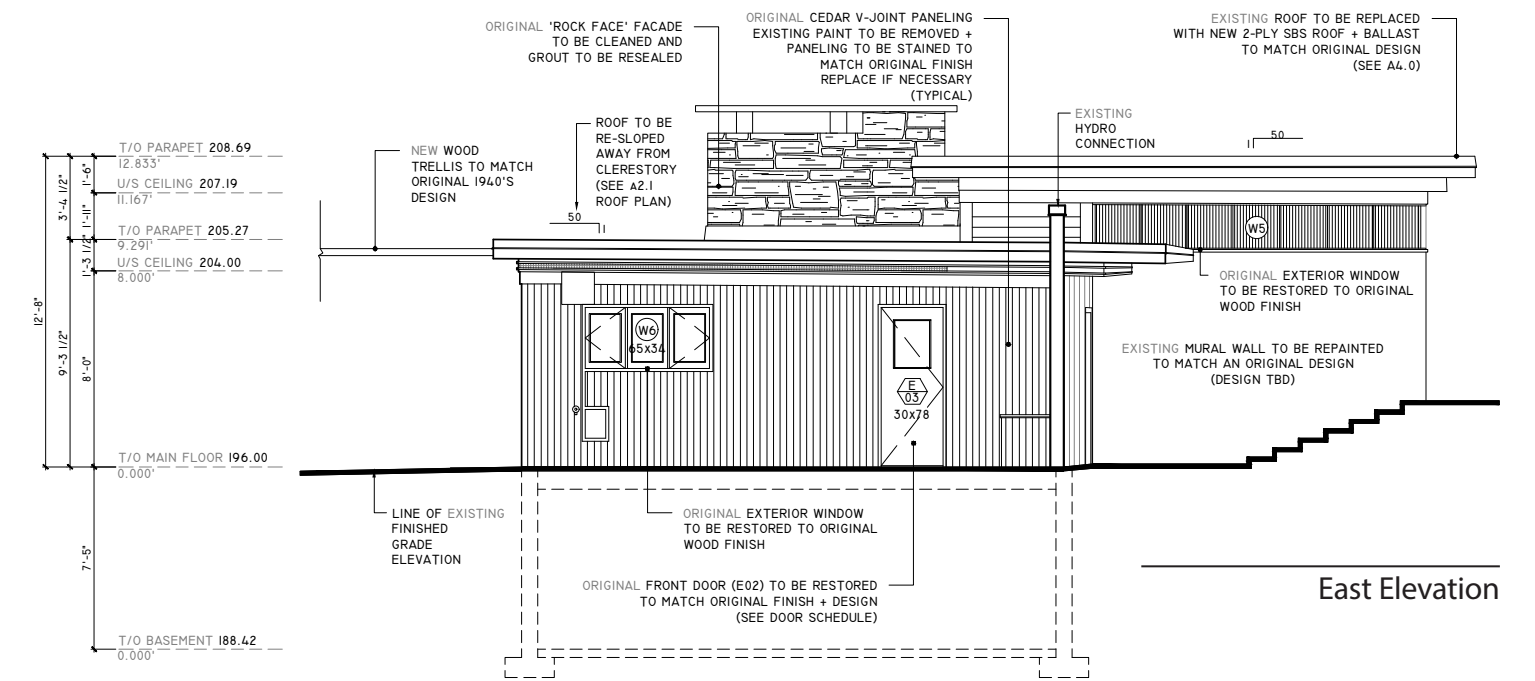 ORIGINAL 'ROCK FACE' FACADE
TO BE CLEANED AND
GROUT TO BE RESEALED
ORIGINAL CEDAR V-JOINT PANELING
EXISTING PAINT TO BE REMOVED +
PANELING TO BE STAINED TO
MATCH ORIGINAL FINISH
REPLACE IF NECESSARY
(TYPICAL)
EXISTING ROOF TO BE REPLACED
WITH NEW 2-PLY SBS ROOF + BALLAST
TO MATCH ORIGINAL DESIGN
(SEE A4.0)
ROOF TO BE
RE-SLOPED
AWAY FROM
CLERESTORY
(SEE A2.1
ROOF PLAN)
EXISTING
HYDRO
CONNECTION
NEW WOOD
TRELLIS TO MATCH
ORIGINAL 1940'S
DESIGN
50
1
50
1
T/O PARAPET 208.69
12.833'
U/S CEILING 207.19
11.167'
T/O PARAPET 205.27
9.291'
U/S CEILING 204.00
8.000'
T/O MAIN FLOOR 196.00
0.000'
T/O BASEMENT 188.42
0.000'
12'-8"
3'-4 1/2"
9'-3 1/2"
1'-6"
1'-11"
1'-3 1/2"
8'-0"
7'-5"
W5
ORIGINAL EXTERIOR WINDOW
TO BE RESTORED TO ORIGINAL
WOOD FINISH
W6
65x34
EXISTING MURAL WALL TO BE REPAINTED
TO MATCH AN ORIGINAL DESIGN
(DESIGN TBD)
E
03
30x78
LINE OF EXISTING
FINISHED
GRADE
ELEVATION
ORIGINAL EXTERIOR WINDOW
TO BE RESTORED TO ORIGINAL
WOOD FINISH
ORIGINAL FRONT DOOR (E02) TO BE RESTORED
TO MATCH ORIGINAL FINISH + DESIGN
(SEE DOOR SCHEDULE)
East Elevation